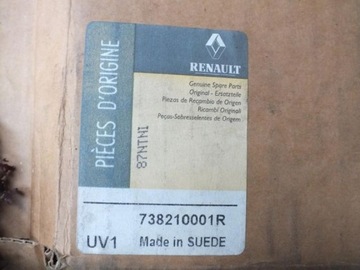 PIÈCES D'ORIGINE
RENAULT
Genuine Spare Parts
Original - Ersatzteile
Piezas de Recambio de Origen
Ricambi Originali
Peças-Sobresselentes de Origem
87NTN1
738210001R
UV1
Made in SUEDE